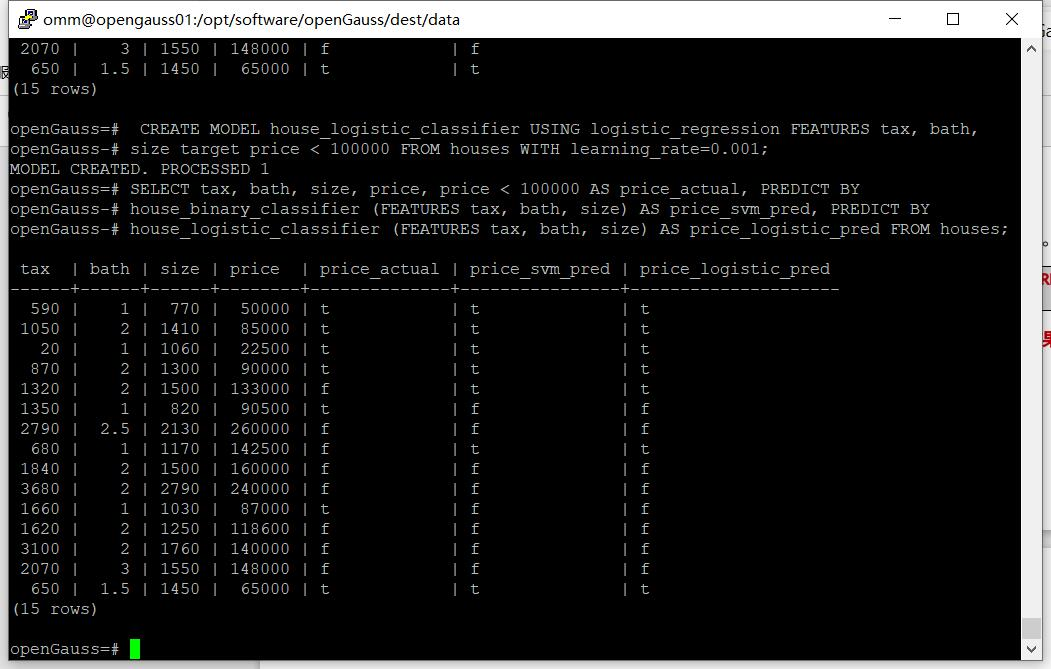 omm@opengauss01:/opt/software/openGauss/dest/data
2070 |    3 | 1550 | 148000 | f            | f
650 |  1.5 | 1450 |  65000 | t            | t
(15 rows)
openGauss=#  CREATE MODEL house_logistic_classifier USING logistic_regression FEATURES tax, bath,
openGauss-# size target price < 100000 FROM houses WITH learning_rate=0.001;
MODEL CREATED. PROCESSED 1
openGauss=# SELECT tax, bath, size, price, price < 100000 AS price_actual, PREDICT BY
openGauss-# house_binary_classifier (FEATURES tax, bath, size) AS price_svm_pred, PREDICT BY
openGauss-# house_logistic_classifier (FEATURES tax, bath, size) AS price_logistic_pred FROM houses;
tax  | bath | size | price  | price_actual | price_svm_pred | price_logistic_pred
------+------+------+--------+--------------+----------------+---------------------
590 |    1 |  770 |  50000 | t            | t              | t
1050 |    2 | 1410 |  85000 | t            | t              | t
20 |    1 | 1060 |  22500 | t            | t              | t
870 |    2 | 1300 |  90000 | t            | t              | t
1320 |    2 | 1500 | 133000 | f            | t              | t
1350 |    1 |  820 |  90500 | t            | f              | f
2790 |  2.5 | 2130 | 260000 | f            | f              | f
680 |    1 | 1170 | 142500 | f            | t              | t
1840 |    2 | 1500 | 160000 | f            | f              | f
3680 |    2 | 2790 | 240000 | f            | f              | f
1660 |    1 | 1030 |  87000 | t            | f              | f
1620 |    2 | 1250 | 118600 | f            | f              | f
3100 |    2 | 1760 | 140000 | f            | f              | f
2070 |    3 | 1550 | 148000 | f            | f              | f
650 |  1.5 | 1450 |  65000 | t            | t              | t
(15 rows)
openGauss=#